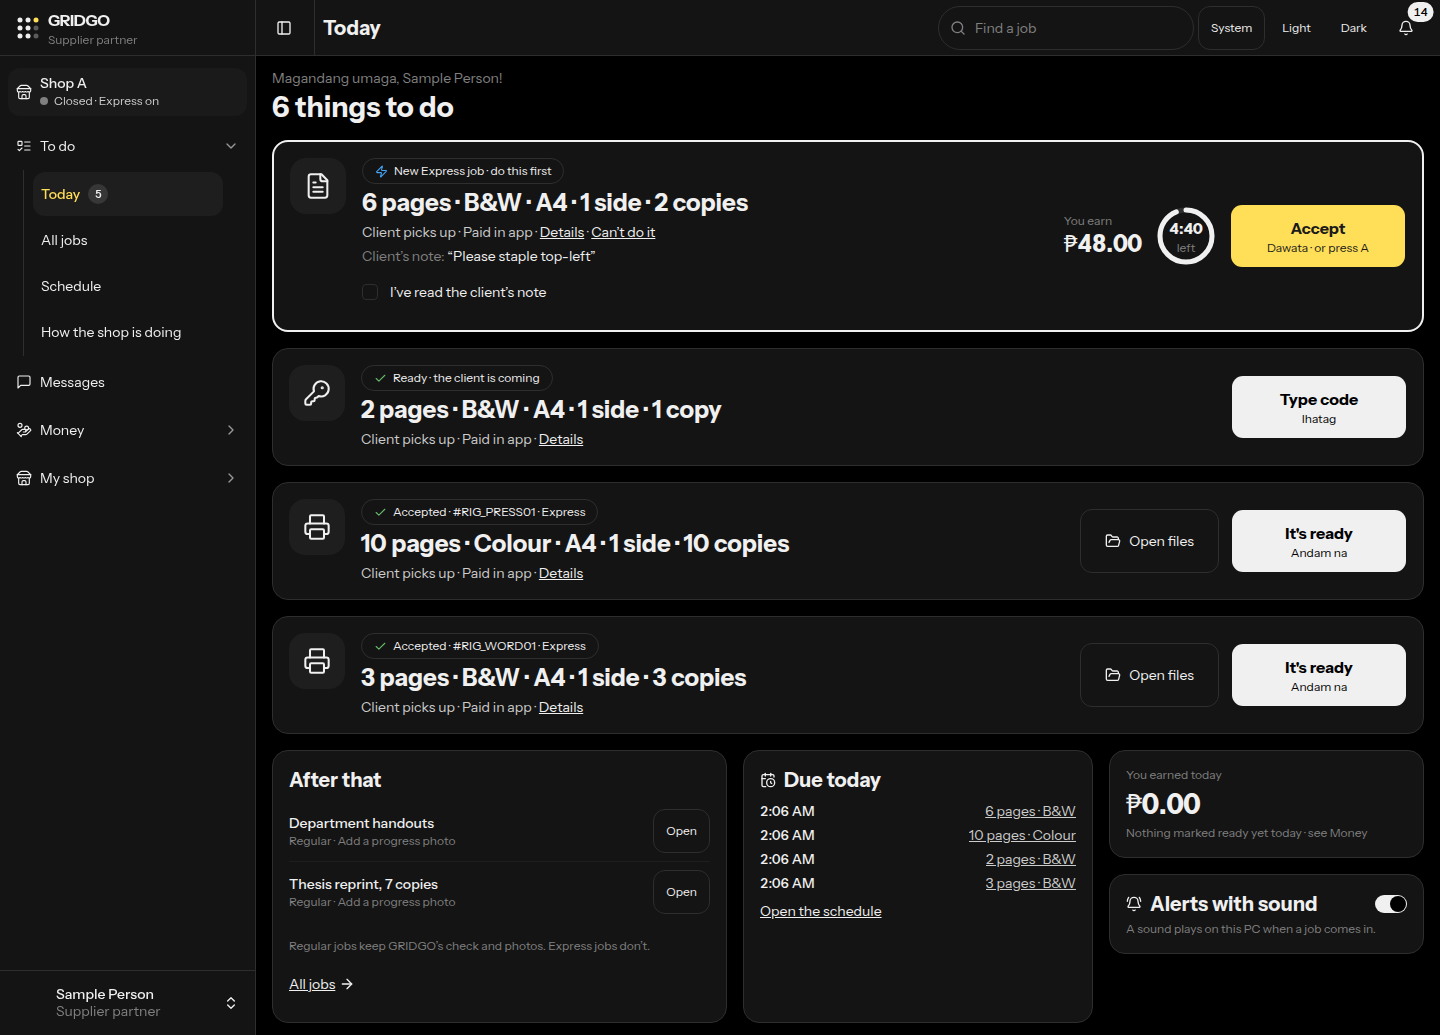 GRIDGO
Supplier partner
Shop A
Closed · Express on
To do
Today 5
All jobs
Schedule
How the shop is doing
Messages
Money
My shop
Sample Person
Supplier partner
Today
Find a job
System
Light
Dark
14
Magandang umaga, Sample Person!
6 things to do
New Express job · do this first
6 pages · B&W · A4 · 1 side · 2 copies
Client picks up · Paid in app · Details · Can't do it
Client's note: “Please staple top-left”
I've read the client's note
You earn
₱48.00
4:40
left
Accept
Dawata · or press A
Ready · the client is coming
2 pages · B&W · A4 · 1 side · 1 copy
Client picks up · Paid in app · Details
Type code
Ihatag
Accepted · #RIG_PRESS01 · Express
10 pages · Colour · A4 · 1 side · 10 copies
Client picks up · Paid in app · Details
Open files
It's ready
Andam na
Accepted · #RIG_WORD01 · Express
3 pages · B&W · A4 · 1 side · 3 copies
Client picks up · Paid in app · Details
Open files
It's ready
Andam na
After that
Department handouts
Regular · Add a progress photo
Open
Thesis reprint, 7 copies
Regular · Add a progress photo
Open
Regular jobs keep GRIDGO's check and photos. Express jobs don't.
All jobs
Due today
2:06 AM 6 pages · B&W
2:06 AM 10 pages · Colour
2:06 AM 2 pages · B&W
2:06 AM 3 pages · B&W
Open the schedule
You earned today
₱0.00
Nothing marked ready yet today · see Money
Alerts with sound
A sound plays on this PC when a job comes in.